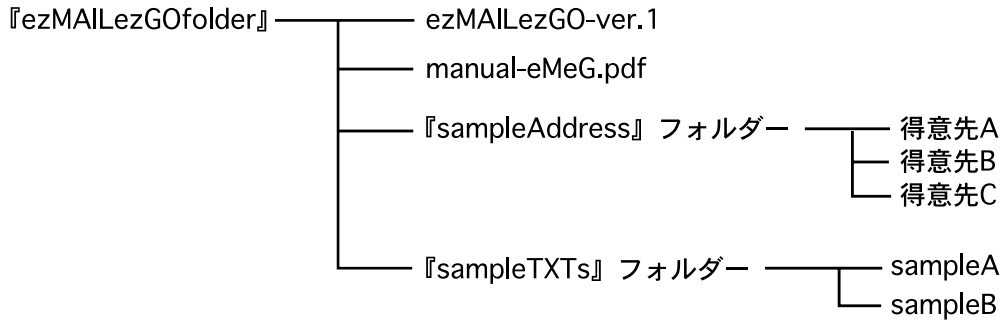 『ezMAILezGOfolder』
ezMAILezGO-ver.1
manual-eMeG.pdf
『sampleAddress』フォルダー
得意先A
得意先B
得意先C
『sampleTXTs』フォルダー
sampleA
sampleB